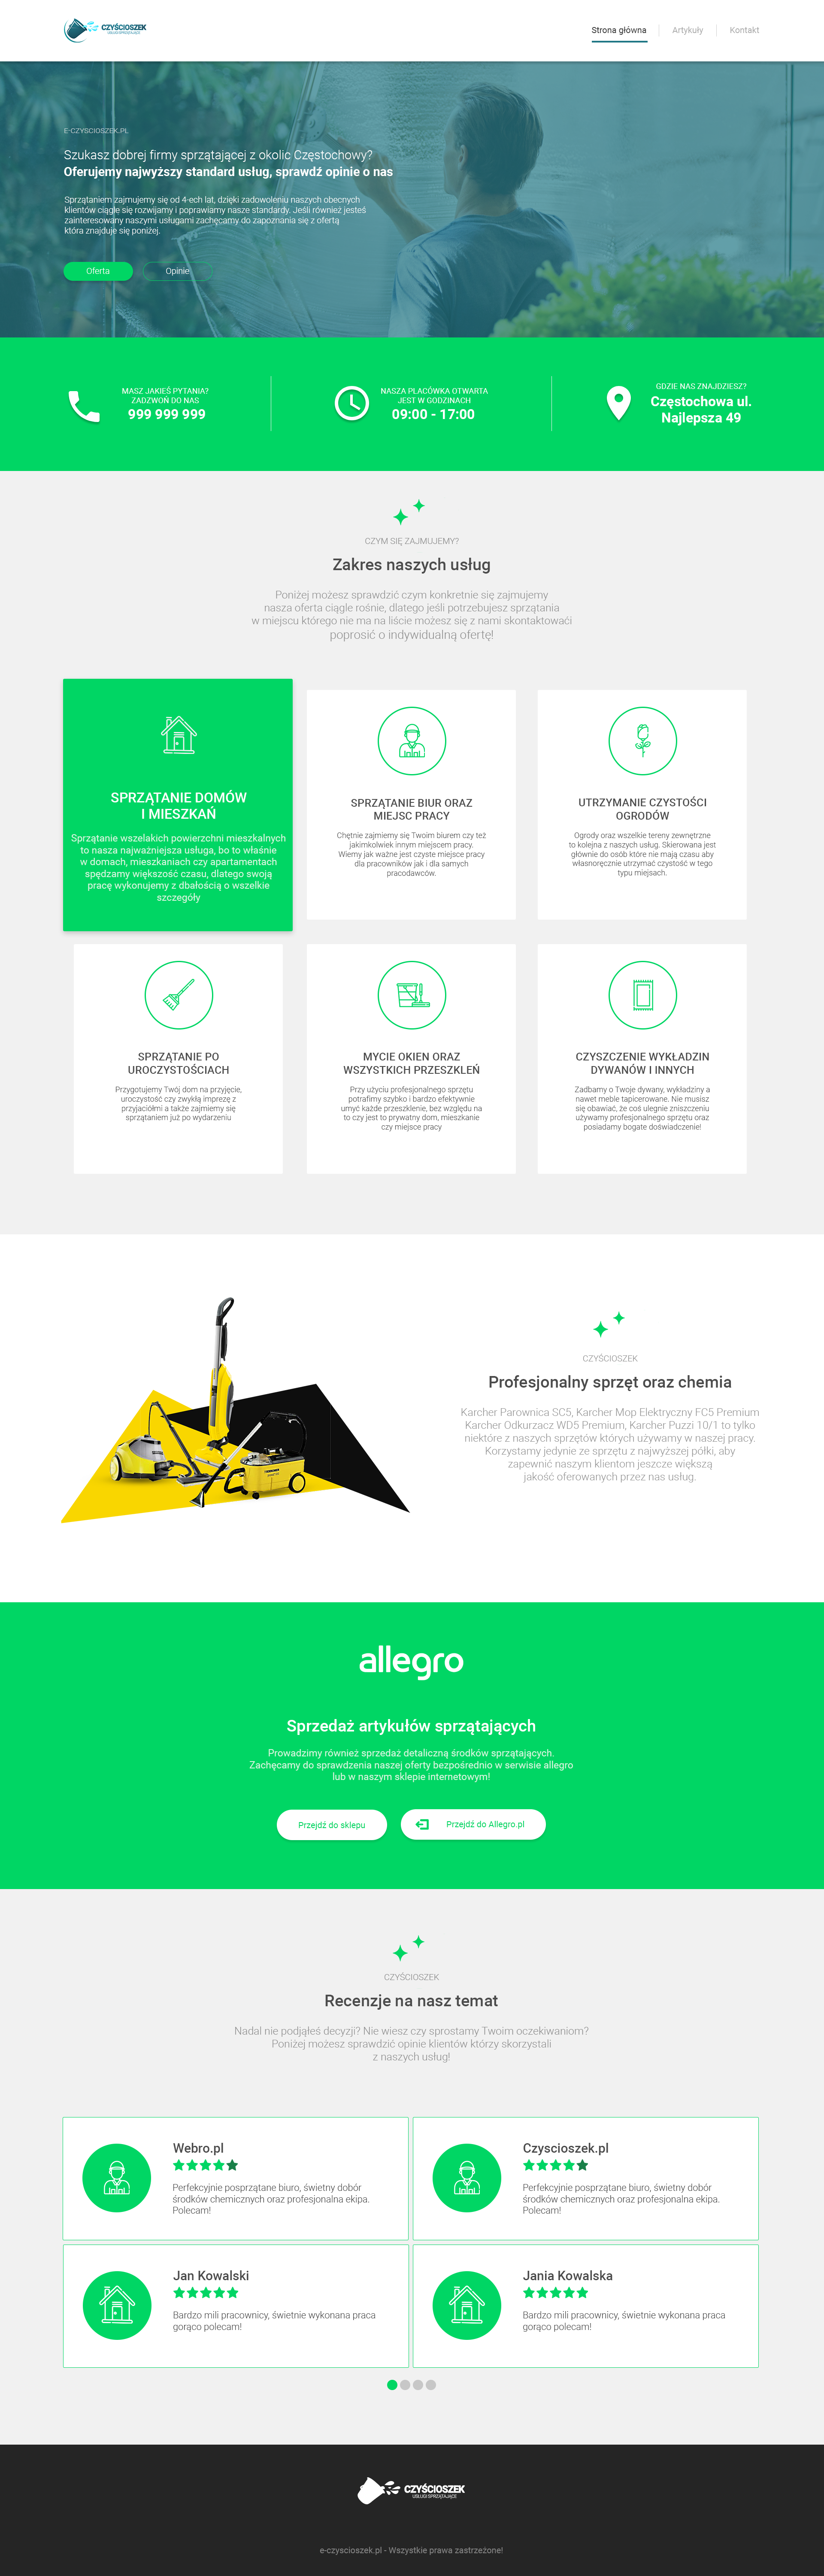 CZYŚCIOSZEK
USŁUGI SPRZĄTAJĄCE
Strona główna
Artykuły
Kontakt
E-CZYSCIOSZEK.PL
Szukasz dobrej firmy sprzątającej z okolic Częstochowy?
Oferujemy najwyższy standard usług, sprawdź opinie o nas
Sprzątaniem zajmujemy się od 4-ech lat, dzięki zadowoleniu naszych obecnych
klientów ciągle się rozwijamy i poprawiamy nasze standardy. Jeśli również jesteś
zainteresowany naszymi usługami zachęcamy do zapoznania się z ofertą
która znajduje się poniżej.
Oferta
Opinie
MASZ JAKIEŚ PYTANIA?
ZADZWOŃ DO NAS
999 999 999
NASZA PLACÓWKA OTWARTA
JEST W GODZINACH
09:00 - 17:00
GDZIE NAS ZNAJDZIESZ?
Częstochowa ul.
Najlepsza 49
CZYM SIĘ ZAJMUJEMY?
Zakres naszych usług
Poniżej możesz sprawdzić czym konkretnie się zajmujemy
nasza oferta ciągle rośnie, dlatego jeśli potrzebujesz sprzątania
w miejscu którego nie ma na liście możesz się z nami skontaktowaći
poprosić o indywidualną ofertę!
SPRZĄTANIE DOMÓW
I MIESZKAŃ
Sprzątanie wszelakich powierzchni mieszkalnych
to nasza najważniejsza usługa, bo to właśnie
w domach, mieszkaniach czy apartamentach
spędzamy większość czasu, dlatego swoją
pracę wykonujemy z dbałością o wszelkie
szczegóły
SPRZĄTANIE BIUR ORAZ
MIEJSC PRACY
Chętnie zajmiemy się Twoim biurem czy też
jakimkolwiek innym miejscem pracy.
Wiemy jak ważne jest czyste miejsce pracy
dla pracowników jak i dla samych
pracodawców.
UTRZYMANIE CZYSTOŚCI
OGRODÓW
Ogrody oraz wszelkie tereny zewnętrzne
to kolejna z naszych usług. Skierowana jest
głównie do osób które nie mają czasu aby
własnoręcznie utrzymać czystość w tego
typu miejsach.
SPRZĄTANIE PO
UROCZYSTOŚCIACH
Przygotujemy Twój dom na przyjęcie,
uroczystość czy zwykłą imprezę z
przyjaciółmi a także zajmiemy się
sprzątaniem już po wydarzeniu
MYCIE OKIEN ORAZ
WSZYSTKICH PRZESZKLEŃ
Przy użyciu profesjonalnego sprzętu
potrafimy szybko i bardzo efektywnie
umyć każde przeszklenie, bez względu na
to czy jest to prywatny dom, mieszkanie
czy miejsce pracy
CZYSZCZENIE WYKŁADZIN
DYWANÓW I INNYCH
Zadbamy o Twoje dywany, wykładziny a
nawet meble tapicerowane. Nie musisz
się obawiać, że coś ulegnie zniszczeniu
używamy profesjonalnego sprzętu oraz
posiadamy bogate doświadczenie!
CZYŚCIOSZEK
Profesjonalny sprzęt oraz chemia
Karcher Parownica SC5, Karcher Mop Elektryczny FC5 Premium
Karcher Odkurzacz WD5 Premium, Karcher Puzzi 10/1 to tylko
niektóre z naszych sprzętów których używamy w naszej pracy.
Korzystamy jedynie ze sprzętu z najwyższej półki, aby
zapewnić naszym klientom jeszcze większą
jakość oferowanych przez nas usług.
allegro
Sprzedaż artykułów sprzątających
Prowadzimy również sprzedaż detaliczną środków sprzątających.
Zachęcamy do sprawdzenia naszej oferty bezpośrednio w serwisie allegro
lub w naszym sklepie internetowym!
Przejdź do sklepu
Przejdź do Allegro.pl
CZYŚCIOSZEK
Recenzje na nasz temat
Nadal nie podjąłeś decyzji? Nie wiesz czy sprostamy Twoim oczekiwaniom?
Poniżej możesz sprawdzić opinie klientów którzy skorzystali
z naszych usług!
Webro.pl
Perfekcyjnie posprzątane biuro, świetny dobór
środków chemicznych oraz profesjonalna ekipa.
Polecam!
Czyscioszek.pl
Perfekcyjnie posprzątane biuro, świetny dobór
środków chemicznych oraz profesjonalna ekipa.
Polecam!
Jan Kowalski
Bardzo mili pracownicy, świetnie wykonana praca
gorąco polecam!
Jania Kowalska
Bardzo mili pracownicy, świetnie wykonana praca
gorąco polecam!
CZYŚCIOSZEK
USŁUGI SPRZĄTAJĄCE
e-czyscioszek.pl - Wszystkie prawa zastrzeżone!